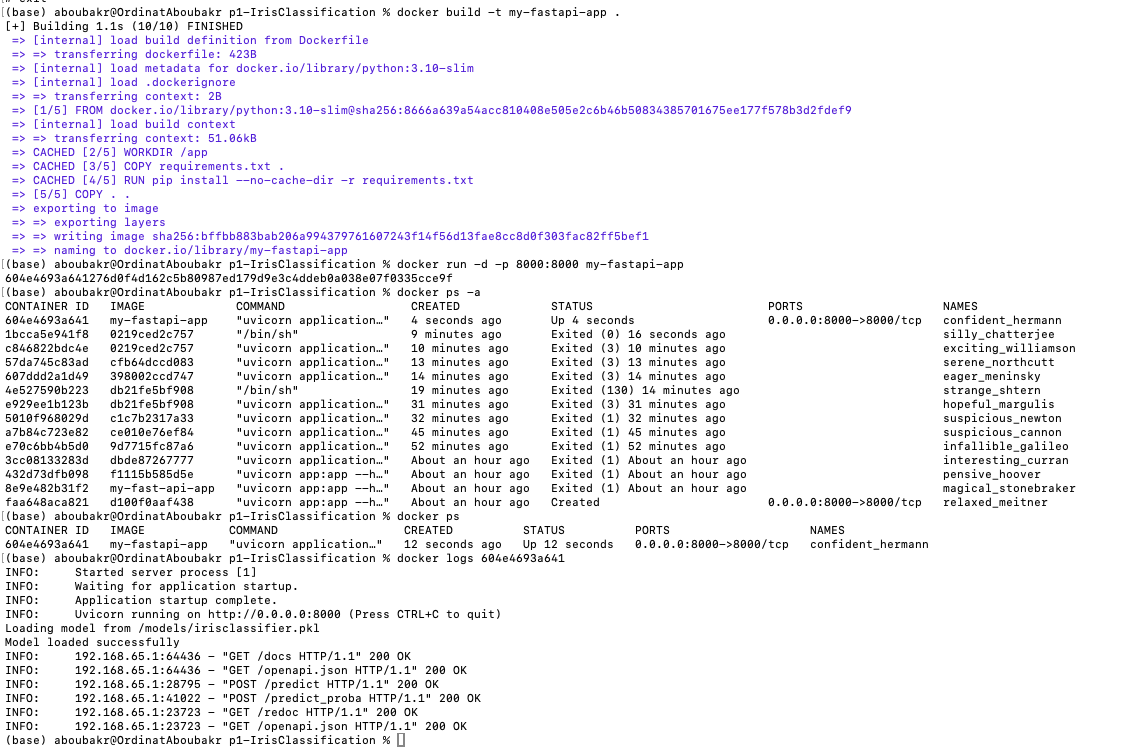 # exit
(base) aboubakr@OrdinatAboubakr p1-IrisClassification % docker build -t my-fastapi-app .
[+] Building 1.1s (10/10) FINISHED
=> [internal] load build definition from Dockerfile
=> => transferring dockerfile: 423B
=> [internal] load metadata for docker.io/library/python:3.10-slim
=> [internal] load .dockerignore
=> => transferring context: 2B
=> [1/5] FROM docker.io/library/python:3.10-slim@sha256:8666a639a54acc810408e505e2c6b46b50834385701675ee177f578b3d2fdef9
=> [internal] load build context
=> => transferring context: 51.06kB
=> CACHED [2/5] WORKDIR /app
=> CACHED [3/5] COPY requirements.txt .
=> CACHED [4/5] RUN pip install --no-cache-dir -r requirements.txt
=> [5/5] COPY . .
=> exporting to image
=> => exporting layers
=> => writing image sha256:bffbb883bab206a994379761607243f14f56d13fae8cc8d0f303fac82ff5bef1
=> => naming to docker.io/library/my-fastapi-app
[(base) aboubakr@OrdinatAboubakr p1-IrisClassification % docker run -d -p 8000:8000 my-fastapi-app
604e4693a641276d0f4d162c5b80987ed179d9e3c4ddeb0a038e07f0335cce9f
[(base) aboubakr@OrdinatAboubakr p1-IrisClassification % docker ps -a
CONTAINER ID IMAGE COMMAND CREATED STATUS PORTS NAMES
604e4693a641 my-fastapi-app "uvicorn application…" 4 seconds ago Up 4 seconds 0.0.0.0:8000->8000/tcp confident_hermann
1bcca5e941f8 0219ced2c757 "/bin/sh" 9 minutes ago Exited (0) 16 seconds ago silly_chatterjee
c846822bdc4e 0219ced2c757 "uvicorn application…" 10 minutes ago Exited (3) 10 minutes ago exciting_williamson
57da745c83ad cfb64dccd083 "uvicorn application…" 13 minutes ago Exited (3) 13 minutes ago serene_northcutt
607ddd2a1d49 398002ccd747 "uvicorn application…" 14 minutes ago Exited (3) 14 minutes ago eager_meninsky
4e527590b223 db21fe5bf908 "/bin/sh" 19 minutes ago Exited (130) 14 minutes ago strange_shtern
e929ee1b123b db21fe5bf908 "uvicorn application…" 31 minutes ago Exited (3) 31 minutes ago hopeful_margulis
5010f968029d c1c7b2317a33 "uvicorn application…" 32 minutes ago Exited (1) 32 minutes ago suspicious_newton
a7b84c723e82 ce010e76ef84 "uvicorn application…" 45 minutes ago Exited (1) 45 minutes ago suspicious_cannon
e70c6bb4b5d0 9d7715fc87a6 "uvicorn application…" 52 minutes ago Exited (1) 52 minutes ago infallible_galileo
3cc08133283d dbde87267777 "uvicorn application…" About an hour ago Exited (1) About an hour ago interesting_curran
432d73dfb098 f1115b585d5e "uvicorn app:app --h…" About an hour ago Exited (1) About an hour ago pensive_hoover
8e9e482b31f2 my-fast-api-app "uvicorn app:app --h…" About an hour ago Exited (1) About an hour ago magical_stonebraker
faa648aca821 d100f0aaf438 "uvicorn app:app --h…" About an hour ago Created 0.0.0.0:8000->8000/tcp relaxed_meitner
[(base) aboubakr@OrdinatAboubakr p1-IrisClassification % docker ps
CONTAINER ID IMAGE COMMAND CREATED STATUS PORTS NAMES
604e4693a641 my-fastapi-app "uvicorn application…" 12 seconds ago Up 12 seconds 0.0.0.0:8000->8000/tcp confident_hermann
[(base) aboubakr@OrdinatAboubakr p1-IrisClassification % docker logs 604e4693a641
INFO: Started server process [1]
INFO: Waiting for application startup.
INFO: Application startup complete.
INFO: Uvicorn running on http://0.0.0.0:8000 (Press CTRL+C to quit)
Loading model from /models/irisclassifier.pkl
Model loaded successfully
INFO: 192.168.65.1:64436 - "GET /docs HTTP/1.1" 200 OK
INFO: 192.168.65.1:64436 - "GET /openapi.json HTTP/1.1" 200 OK
INFO: 192.168.65.1:28795 - "POST /predict HTTP/1.1" 200 OK
INFO: 192.168.65.1:41022 - "POST /predict_proba HTTP/1.1" 200 OK
INFO: 192.168.65.1:23723 - "GET /redoc HTTP/1.1" 200 OK
INFO: 192.168.65.1:23723 - "GET /openapi.json HTTP/1.1" 200 OK
(base) aboubakr@OrdinatAboubakr p1-IrisClassification %